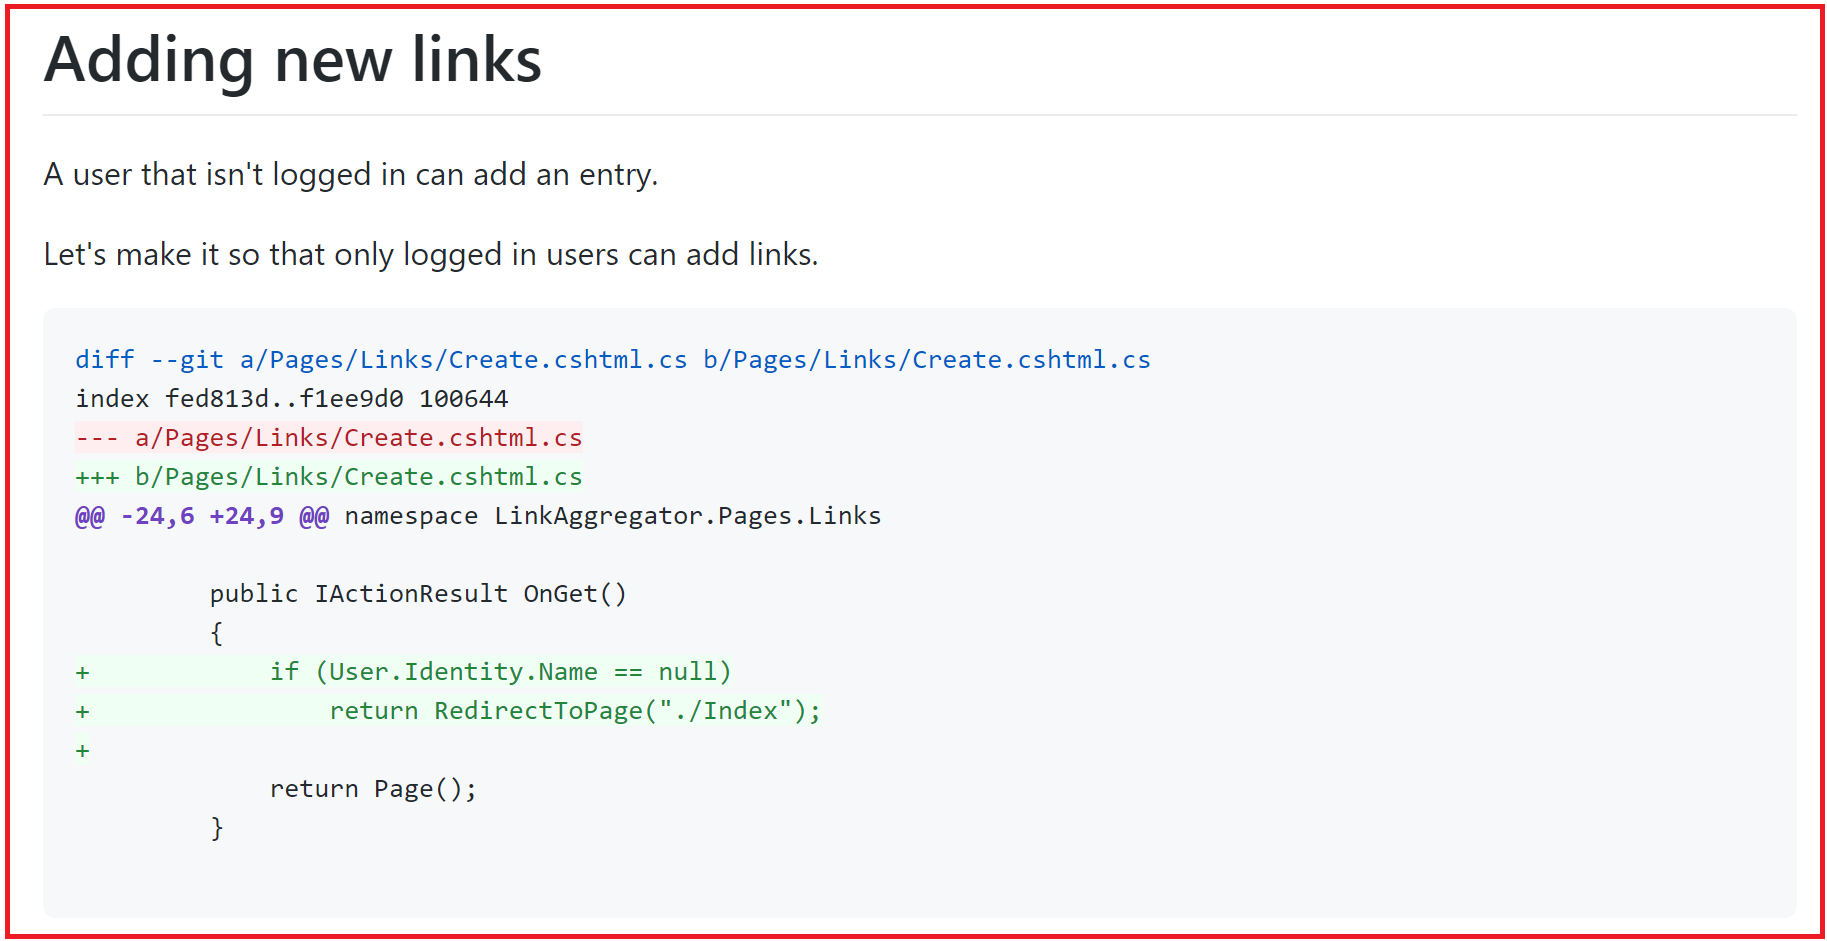 Adding new links
A user that isn't logged in can add an entry.
Let's make it so that only logged in users can add links.
diff --git a/Pages/Links/Create.cshtml.cs b/Pages/Links/Create.cshtml.cs
index fed813d..f1ee9d0 100644
--- a/Pages/Links/Create.cshtml.cs
+++ b/Pages/Links/Create.cshtml.cs
@@ -24,6 +24,9 @@ namespace LinkAggregator.Pages.Links
         public IActionResult OnGet()
         {
+            if (User.Identity.Name == null)
+                return RedirectToPage("./Index");
+
             return Page();
         }